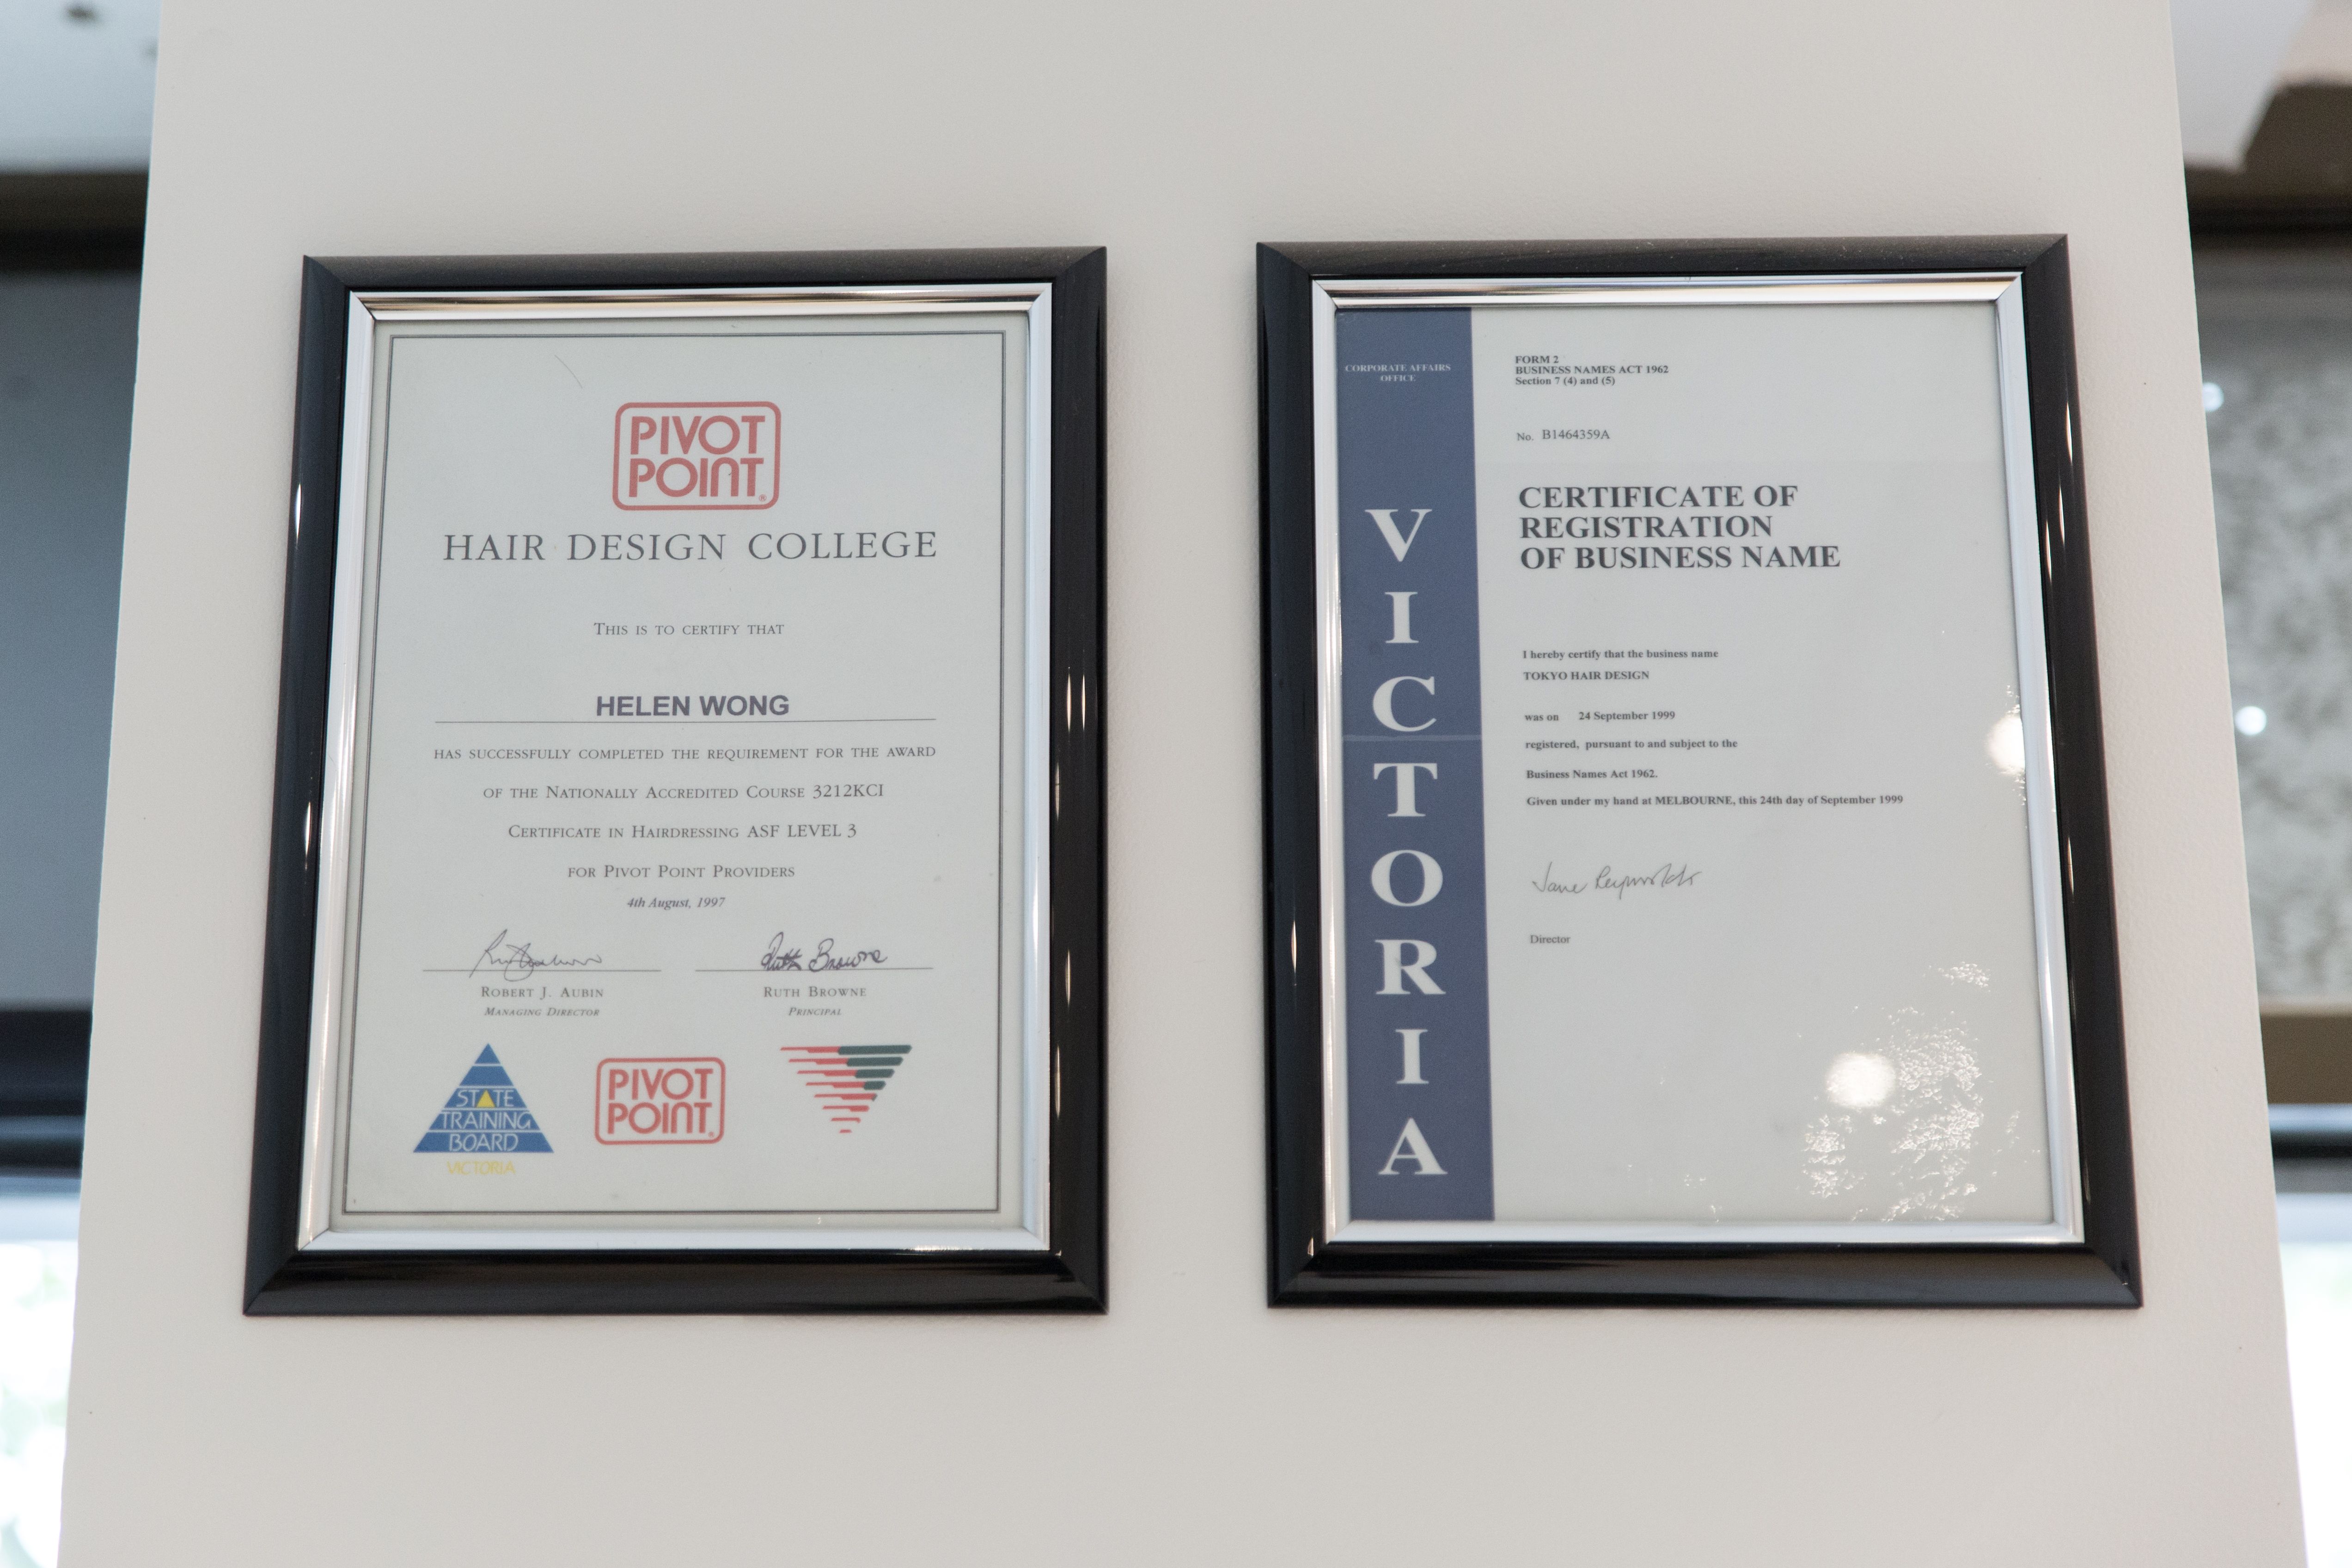 PIVOT
POINT®
HAIR DESIGN COLLEGE
THIS IS TO CERTIFY THAT
HELEN WONG
HAS SUCCESSFULLY COMPLETED THE REQUIREMENT FOR THE AWARD
OF THE NATIONALLY ACCREDITED COURSE 3212KCI
CERTIFICATE IN HAIRDRESSING ASF LEVEL 3
FOR PIVOT POINT PROVIDERS
4th August, 1997
Ruth Browne
ROBERT J. AUBIN
MANAGING DIRECTOR
RUTH BROWNE
PRINCIPAL
STATE
TRAINING
BOARD
VICTORIA
PIVOT
POINT®
CORPORATE AFFAIRS
OFFICE
VICTORIA
FORM 2
BUSINESS NAMES ACT 1962
Section 7 (4) and (5)
No. B1464359A
CERTIFICATE OF
REGISTRATION
OF BUSINESS NAME
I hereby certify that the business name
TOKYO HAIR DESIGN
was on 24 September 1999
registered, pursuant to and subject to the
Business Names Act 1962.
Given under my hand at MELBOURNE, this 24th day of September 1999
Jane Reynolds
Director